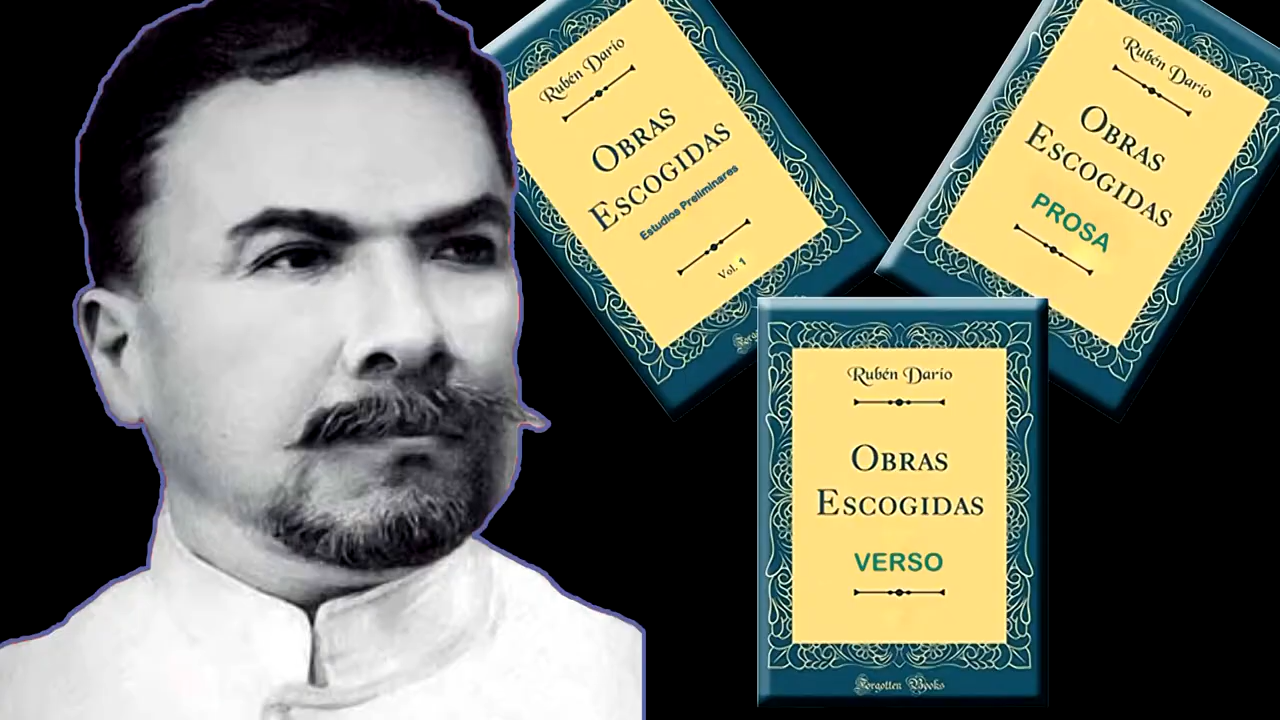 Rubén Darío
OBRAS
ESCOGIDAS
Estudios Preliminares
Vol. 1
Rubén Darío
OBRAS
ESCOGIDAS
PROSA
Rubén Darío
OBRAS
ESCOGIDAS
VERSO
Forgotten Books